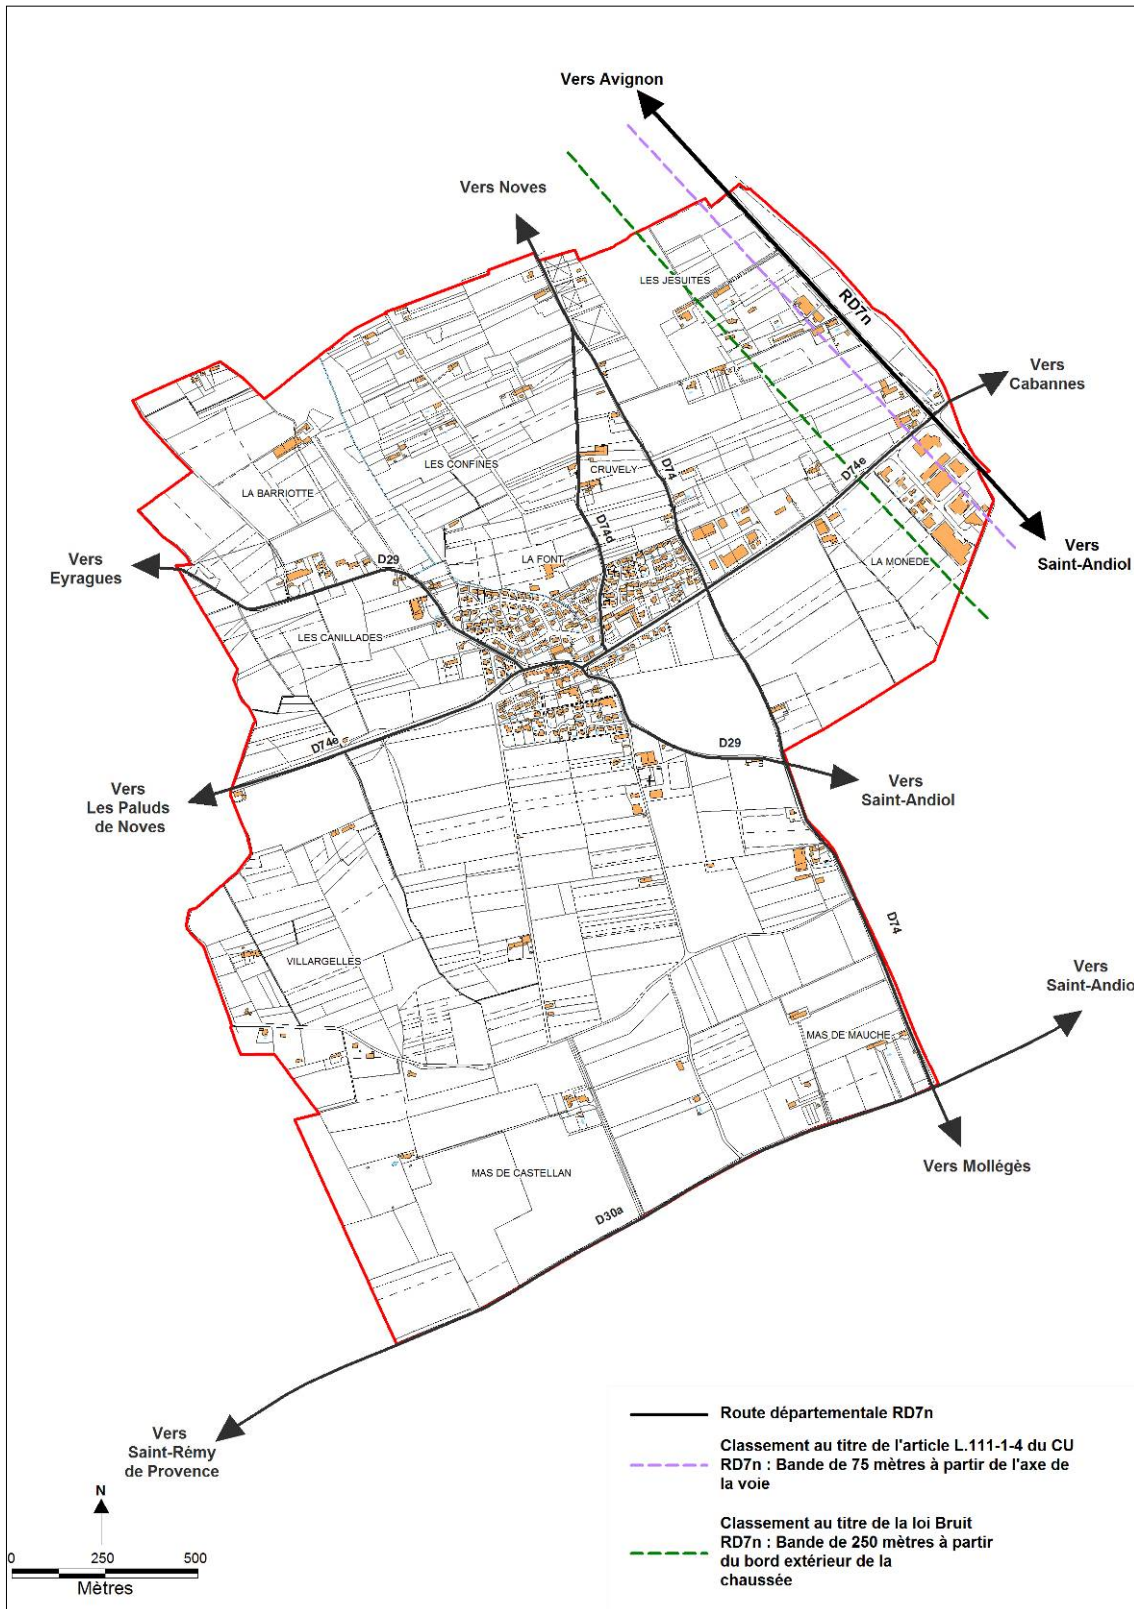 Vers Avignon
Vers Noves
LES JESUITES
RD7n
Vers
Cabannes
LES CONFINES
CRUVELY
D74
D74e
LA BARRIOTTE
D74d
Vers
Eyragues
D29
LA FONT
LA MONEDE
Vers
Saint-Andiol
LES CANILLADES
D74e
D29
Vers
Les Paluds
de Noves
Vers
Saint-Andiol
D74
VILLARGELLES
Vers
Saint-Andio
MAS DE MAUCHE
Vers Mollégès
MAS DE CASTELLAN
D30a
Vers
Saint-Rémy
de Provence
N
0 250 500
Mètres
Route départementale RD7n
Classement au titre de l'article L.111-1-4 du CU
RD7n : Bande de 75 mètres à partir de l'axe de
la voie
Classement au titre de la loi Bruit
RD7n : Bande de 250 mètres à partir
du bord extérieur de la
chaussée